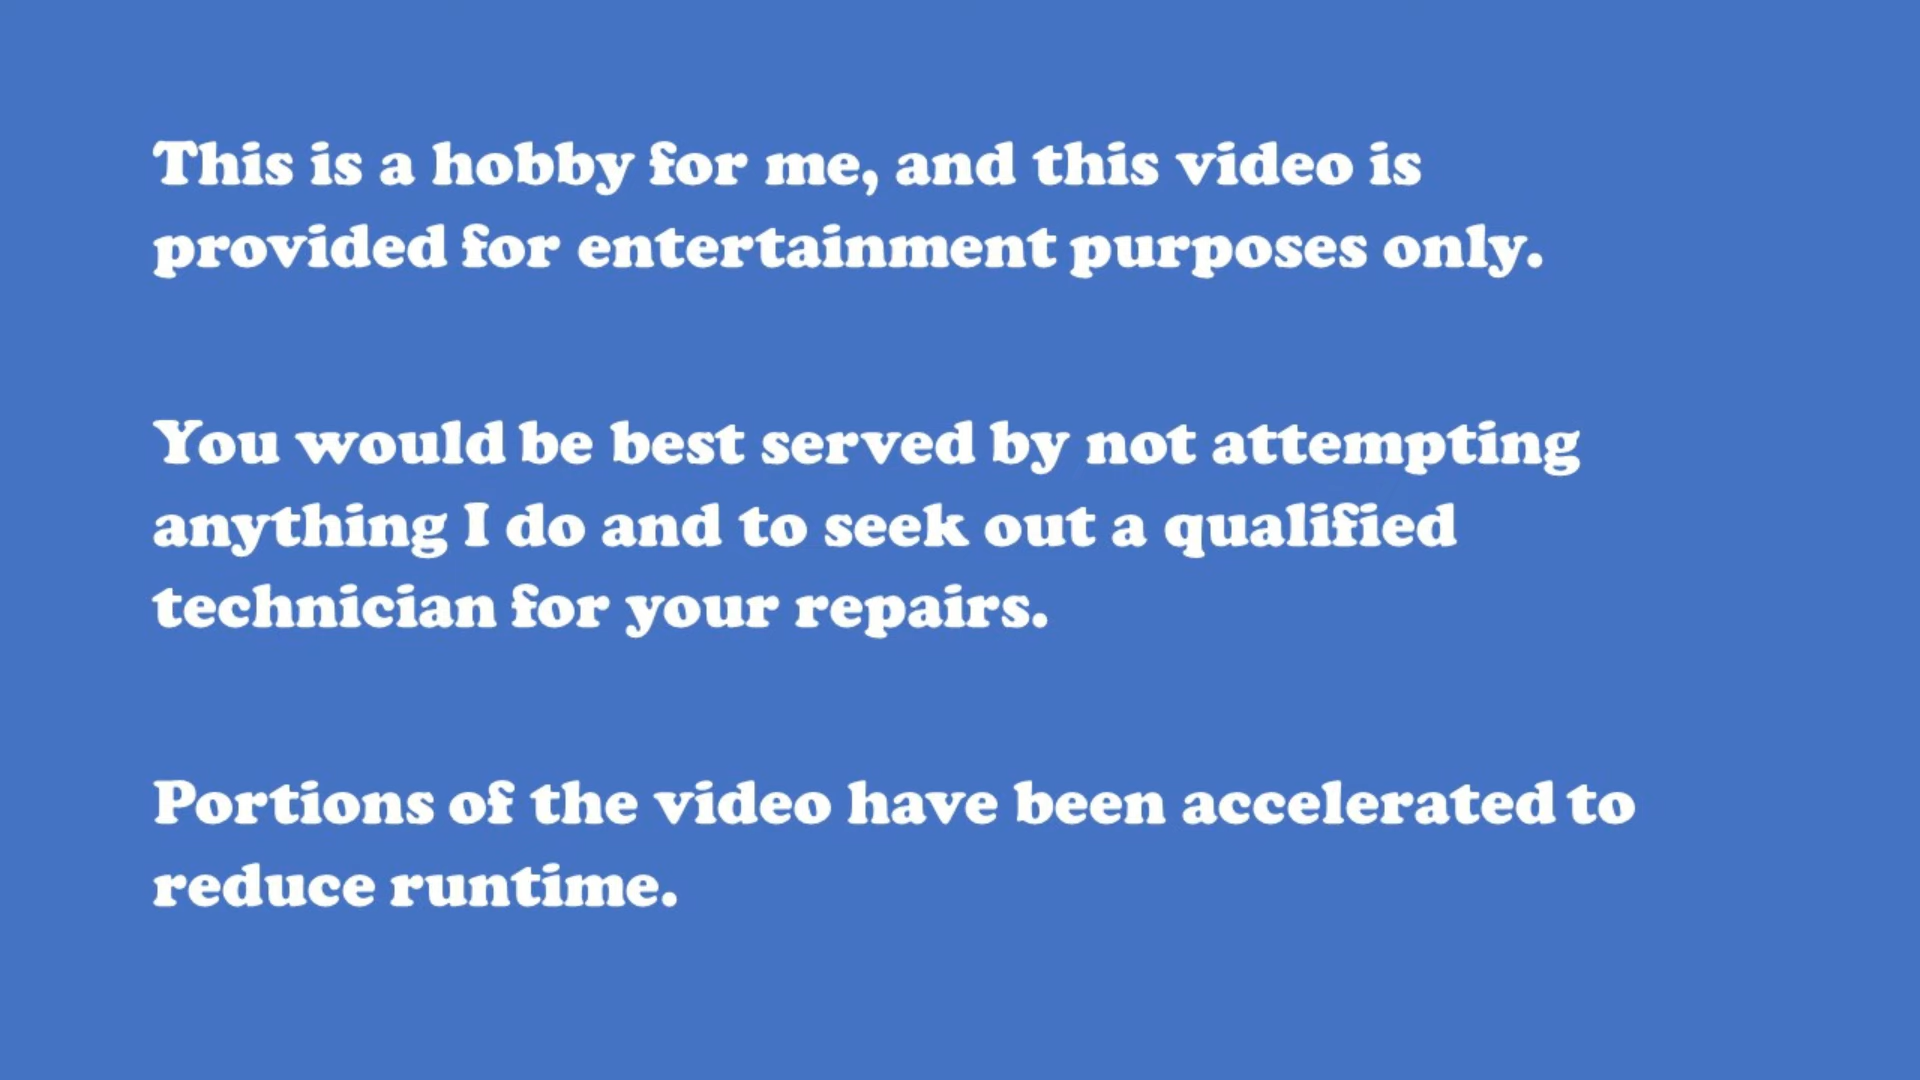 This is a hobby for me, and this video is
provided for entertainment purposes only.
You would be best served by not attempting
anything I do and to seek out a qualified
technician for your repairs.
Portions of the video have been accelerated to
reduce runtime.